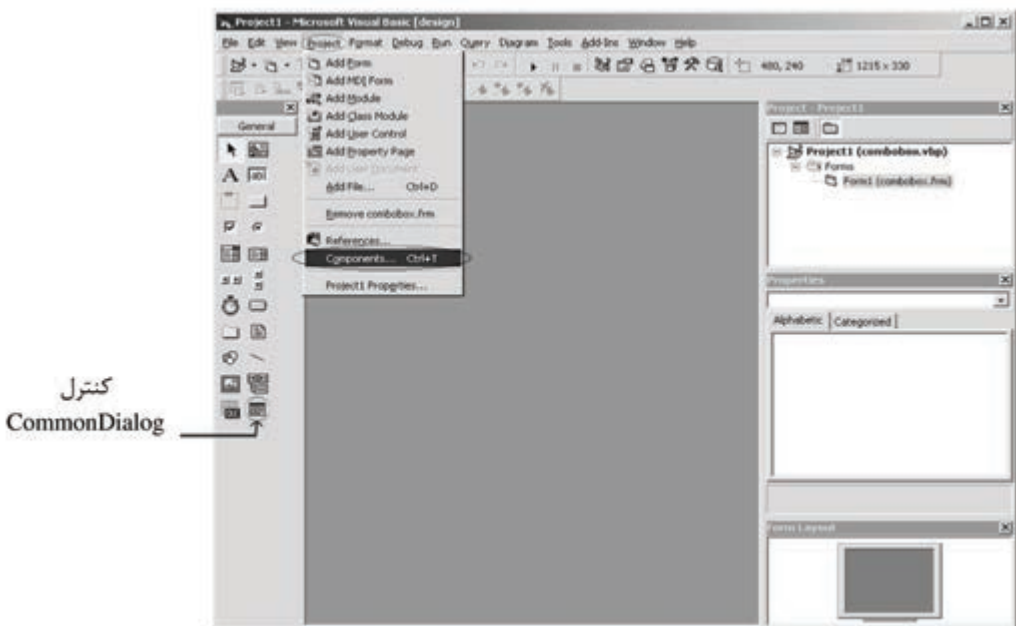 Project1 - Microsoft Visual Basic [design]
File Edit View Project Format Debug Run Query Diagram Tools Add-Ins Window Help
480, 240 1215 x 330
Add Form
Add MDI Form
Add Module
Add Class Module
Add User Control
Add Property Page
Add User Document
Add File... Ctrl+D
Remove combobox.frm
References...
Components... Ctrl+T
Project1 Properties...
General
Project - Project1
Project1 (combobox.vbp)
Forms
Form1 (combobox.frm)
Properties
Alphabetic Categorized
Form Layout
کنترل
CommonDialog